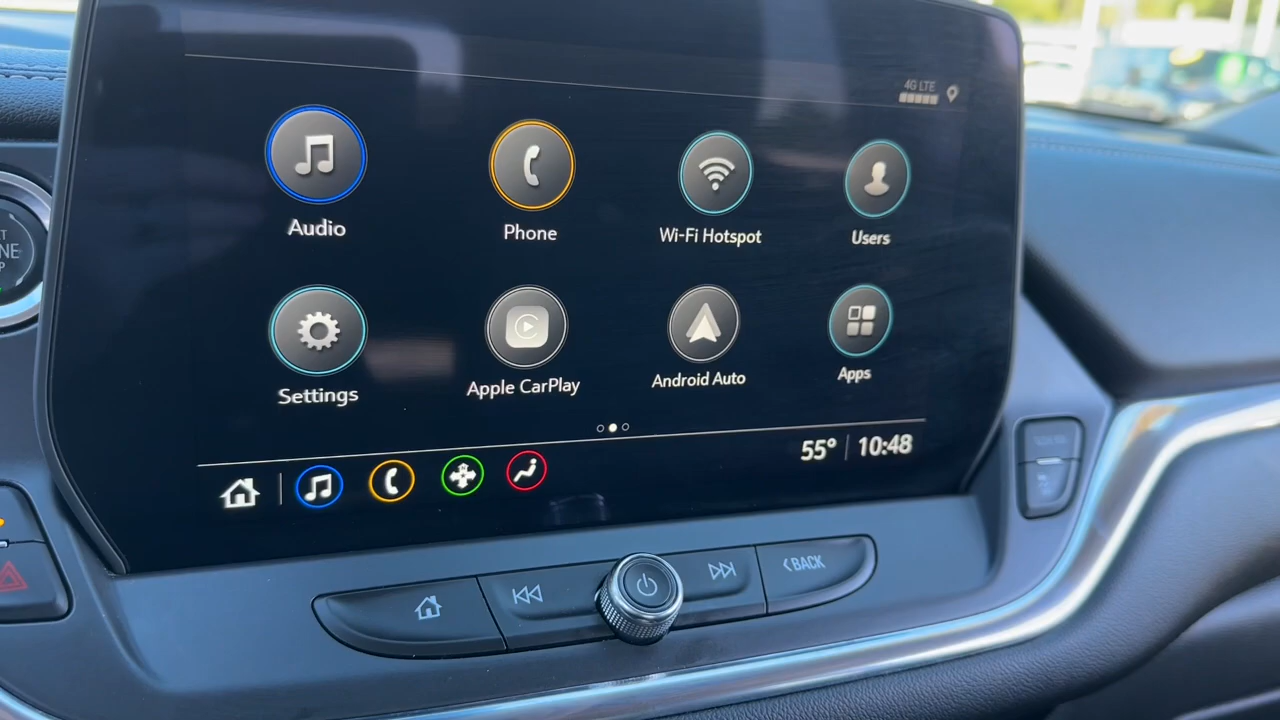 4G LTE
Audio
Phone
Wi-Fi Hotspot
Users
Settings
Apple CarPlay
Android Auto
Apps
55° 10:48
<BACK